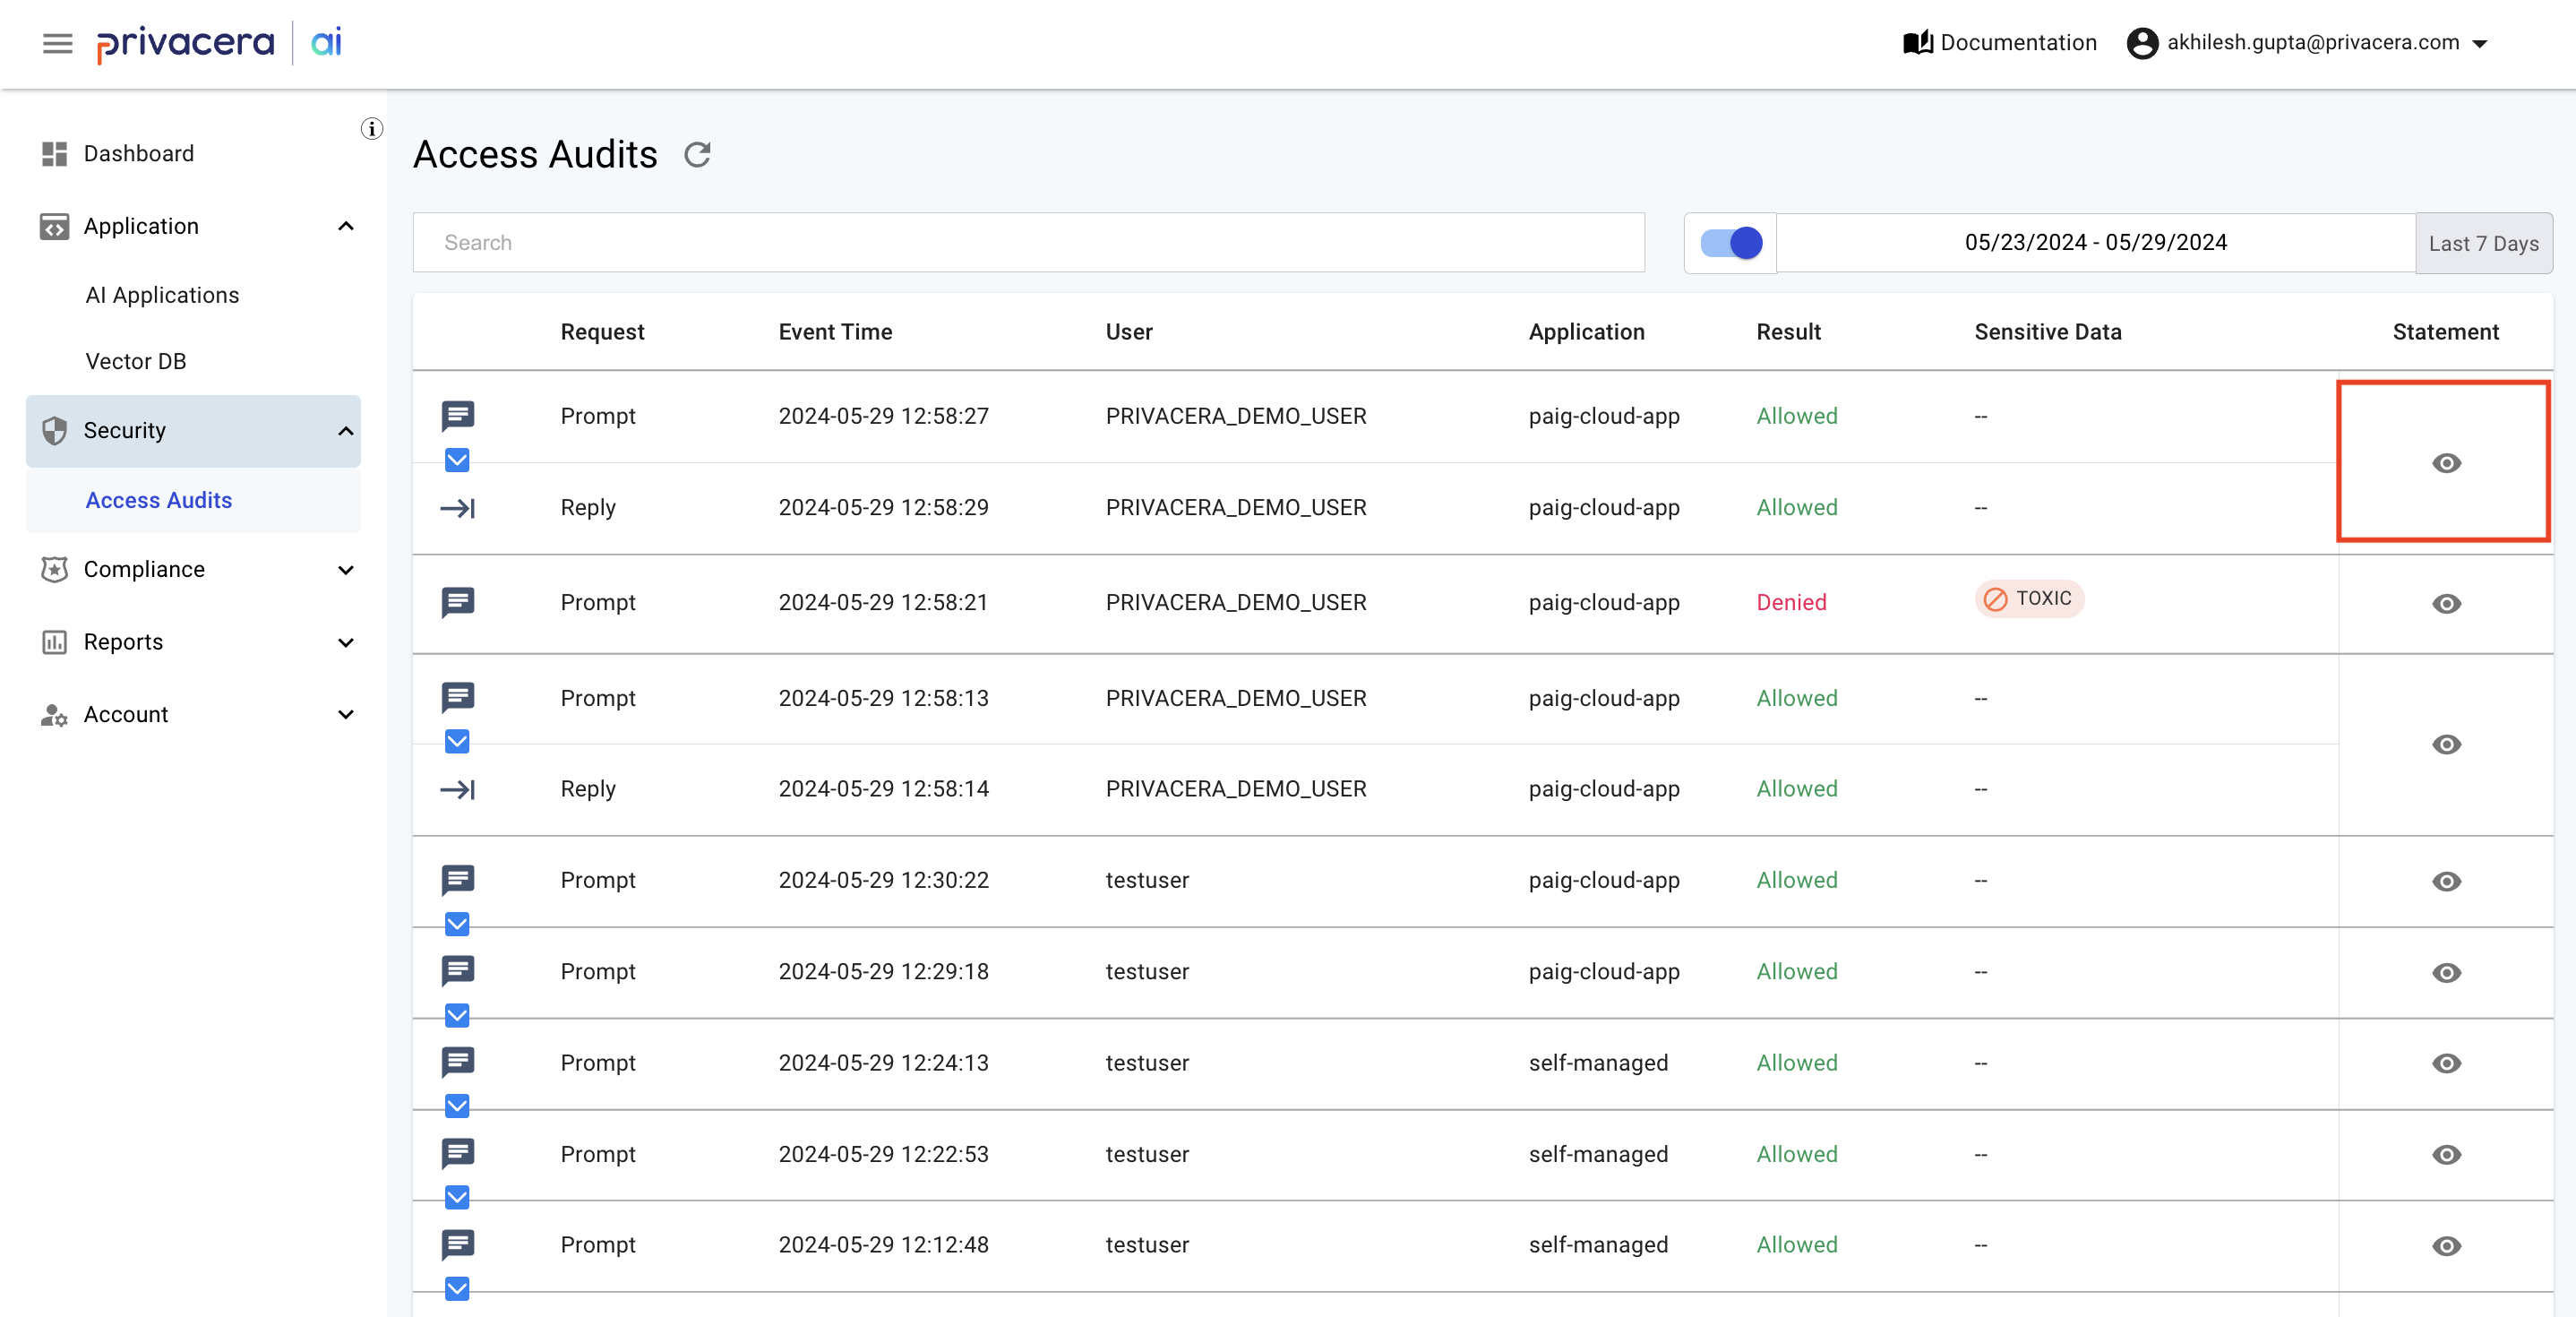 privacera ai
Documentation
akhilesh.gupta@privacera.com
Dashboard
Application
AI Applications
Vector DB
Security
Access Audits
Compliance
Reports
Account
Access Audits
Search
05/23/2024 - 05/29/2024
Last 7 Days
Request Event Time User Application Result Sensitive Data Statement
Prompt 2024-05-29 12:58:27 PRIVACERA_DEMO_USER paig-cloud-app Allowed --
Reply 2024-05-29 12:58:29 PRIVACERA_DEMO_USER paig-cloud-app Allowed --
Prompt 2024-05-29 12:58:21 PRIVACERA_DEMO_USER paig-cloud-app Denied TOXIC
Prompt 2024-05-29 12:58:13 PRIVACERA_DEMO_USER paig-cloud-app Allowed --
Reply 2024-05-29 12:58:14 PRIVACERA_DEMO_USER paig-cloud-app Allowed --
Prompt 2024-05-29 12:30:22 testuser paig-cloud-app Allowed --
Prompt 2024-05-29 12:29:18 testuser paig-cloud-app Allowed --
Prompt 2024-05-29 12:24:13 testuser self-managed Allowed --
Prompt 2024-05-29 12:22:53 testuser self-managed Allowed --
Prompt 2024-05-29 12:12:48 testuser self-managed Allowed --